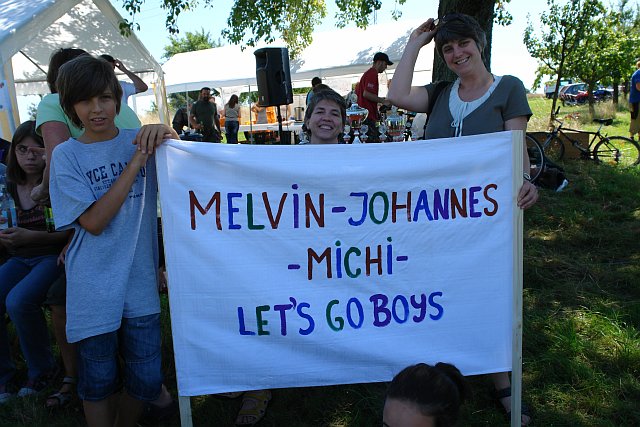 MELViN-JOHANNES
-MiCHi-
LET'S GO BOYS